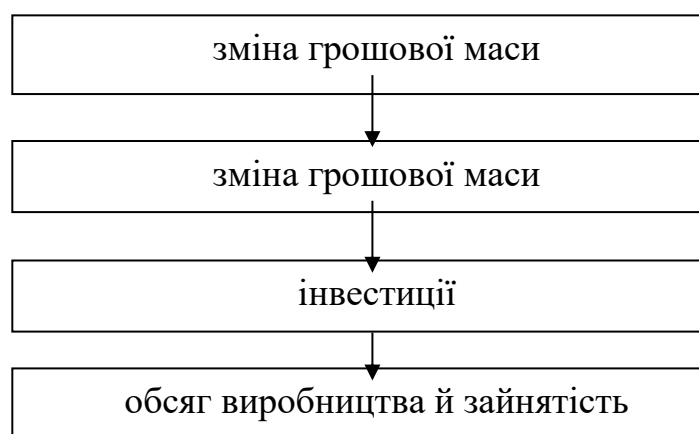 зміна грошової маси
зміна грошової маси
інвестиції
обсяг виробництва й зайнятість